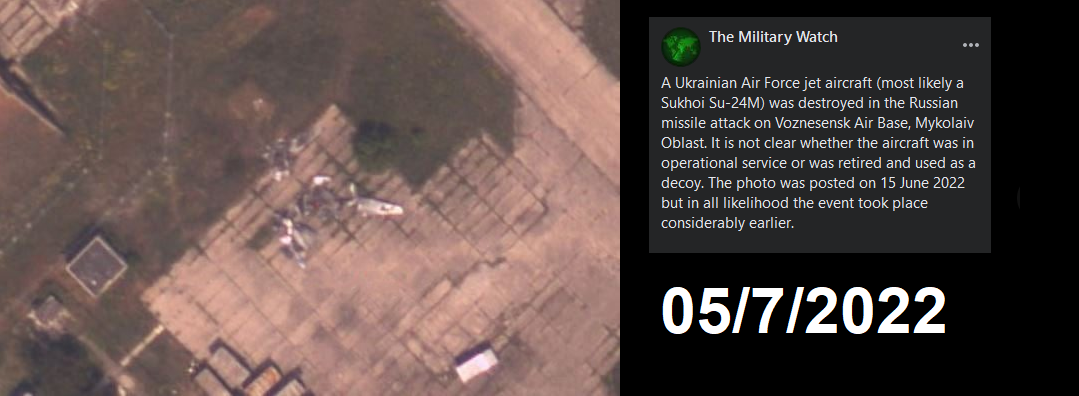 The Military Watch
A Ukrainian Air Force jet aircraft (most likely a
Sukhoi Su-24M) was destroyed in the Russian
missile attack on Voznesensk Air Base, Mykolaiv
Oblast. It is not clear whether the aircraft was in
operational service or was retired and used as a
decoy. The photo was posted on 15 June 2022
but in all likelihood the event took place
considerably earlier.
05/7/2022